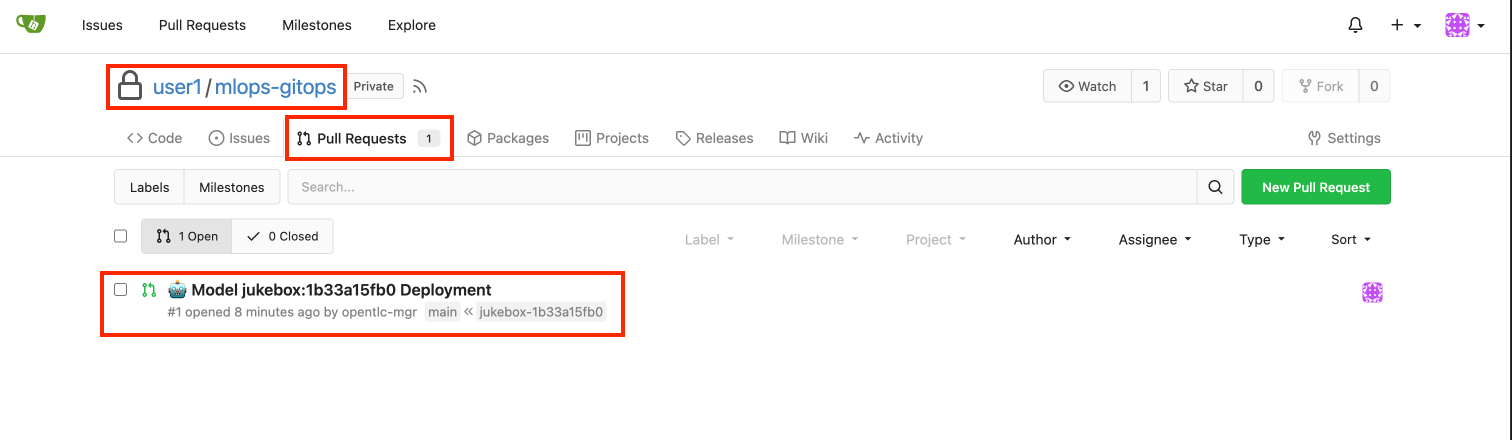 Issues Pull Requests Milestones Explore
user1/mlops-gitops Private Watch 1 Star 0 Fork 0
Code Issues Pull Requests 1 Packages Projects Releases Wiki Activity Settings
Labels Milestones Search... New Pull Request
1 Open 0 Closed Label Milestone Project Author Assignee Type Sort
🤖 Model jukebox:1b33a15fb0 Deployment
#1 opened 8 minutes ago by opentlc-mgr main « jukebox-1b33a15fb0